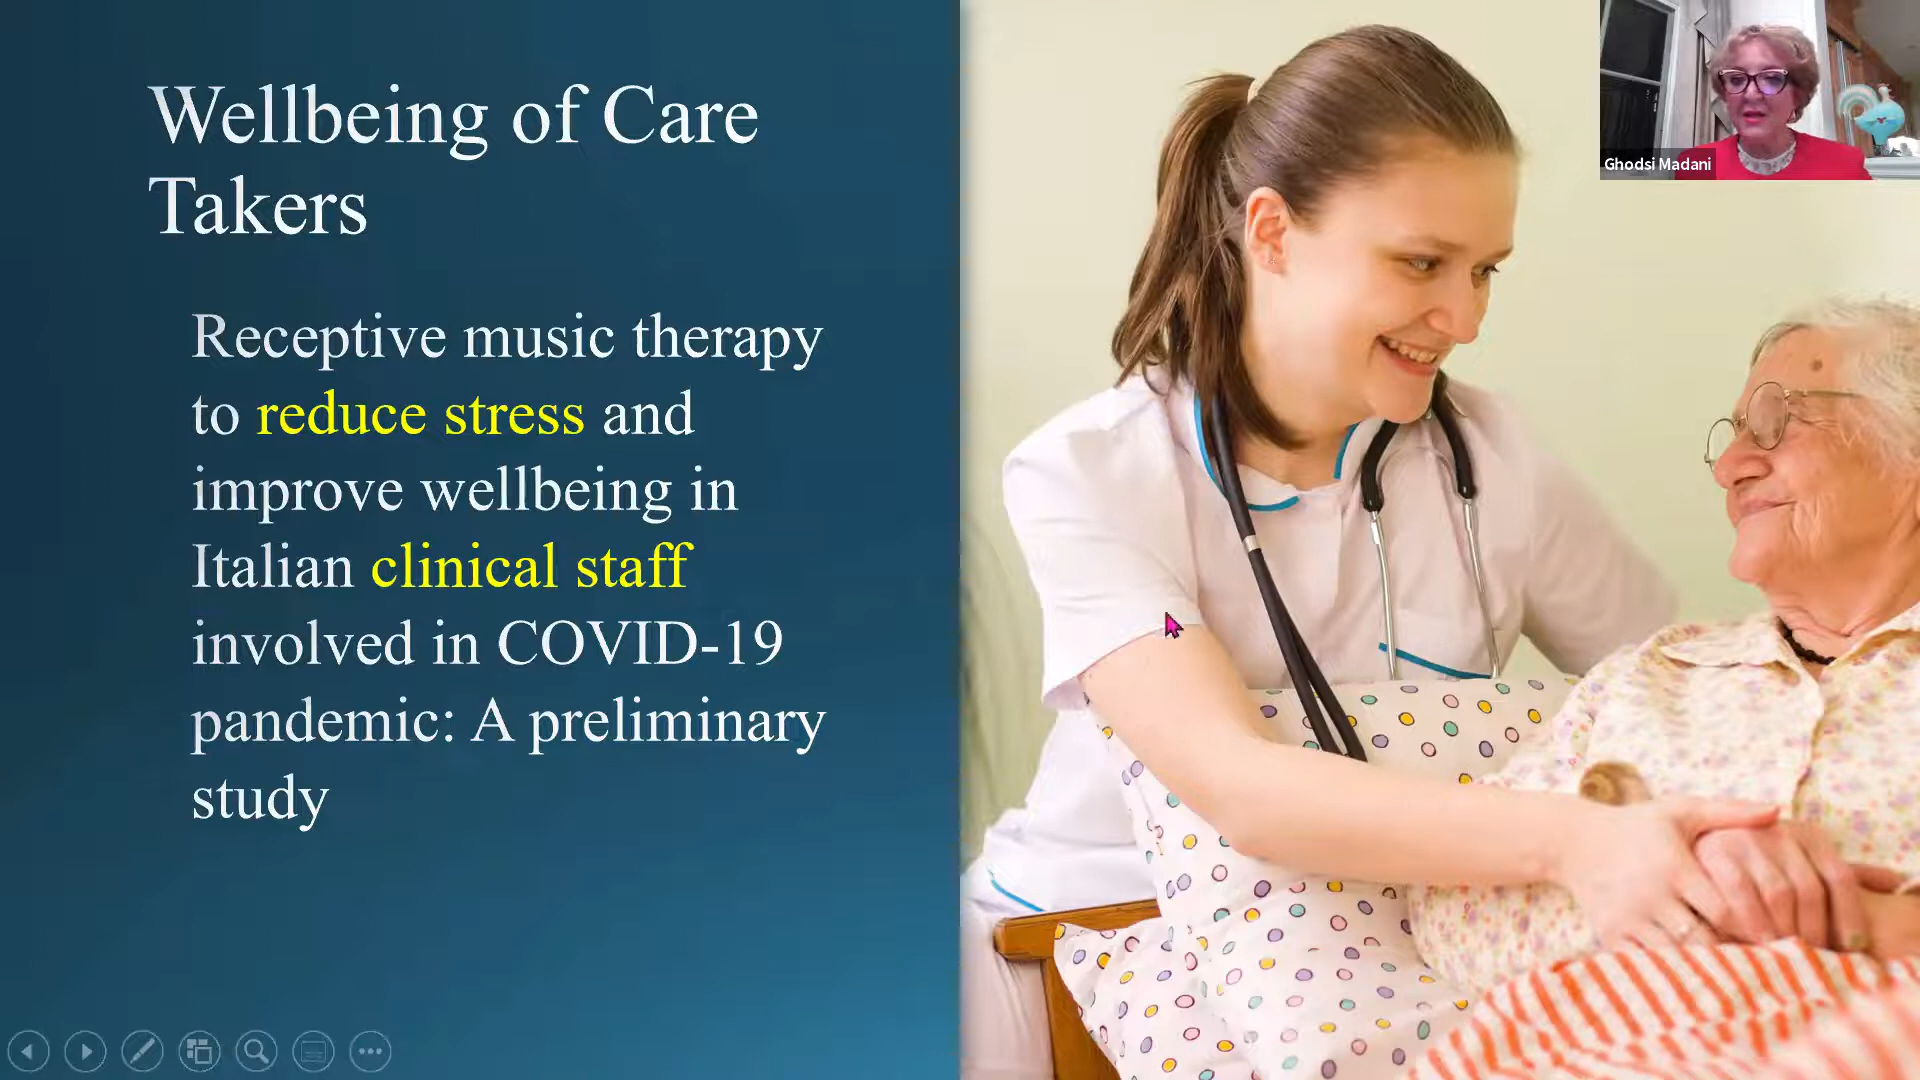 Wellbeing of Care
Takers
Receptive music therapy
to reduce stress and
improve wellbeing in
Italian clinical staff
involved in COVID-19
pandemic: A preliminary
study
Ghodsi Madani